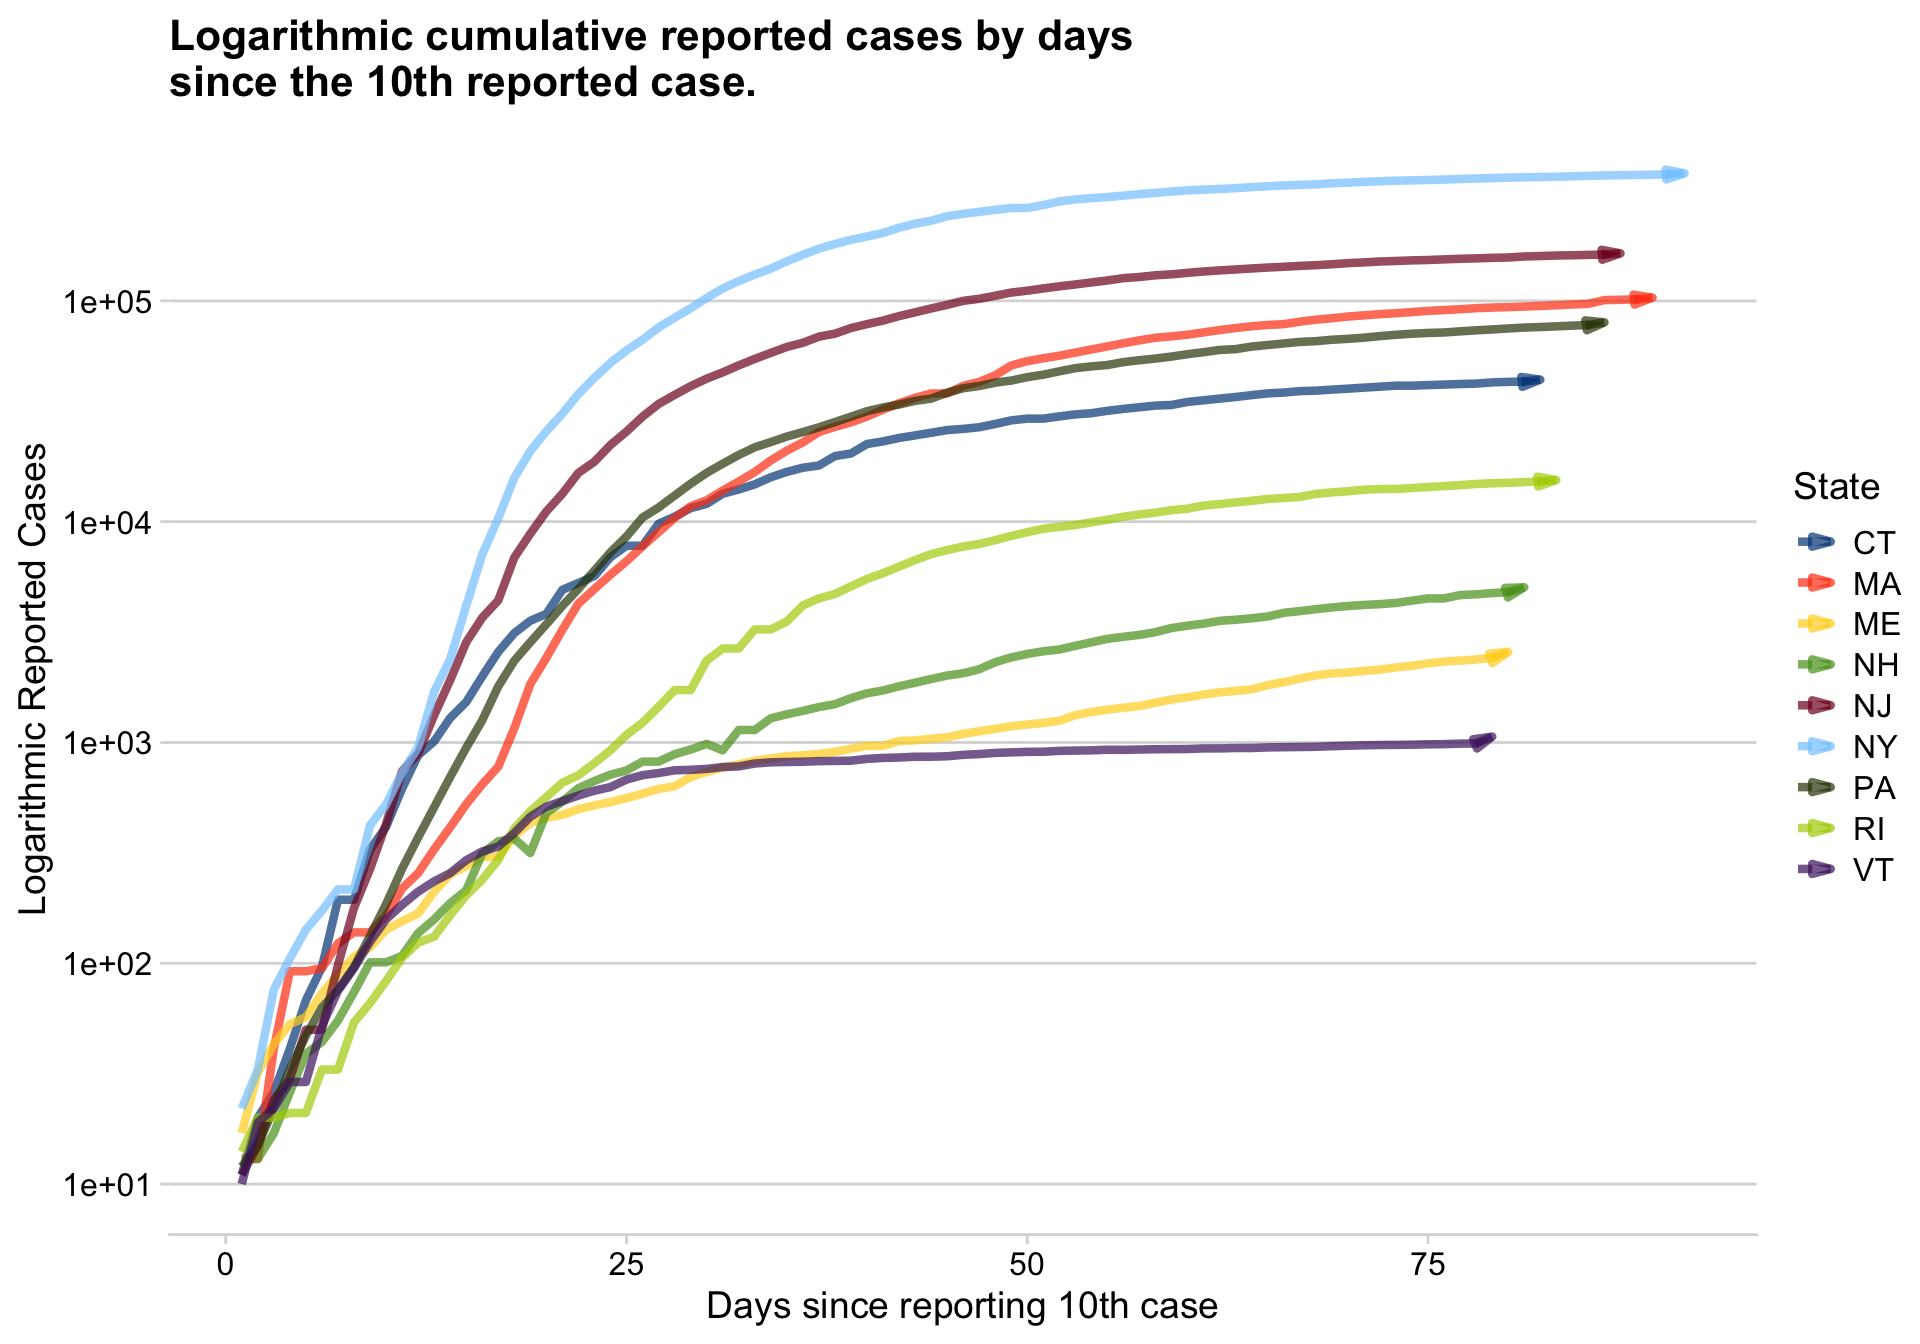 Logarithmic cumulative reported cases by days
since the 10th reported case.
Logarithmic Reported Cases
1e+05
1e+04
1e+03
1e+02
1e+01
0
25
50
75
Days since reporting 10th case
State
CT
MA
ME
NH
NJ
NY
PA
RI
VT